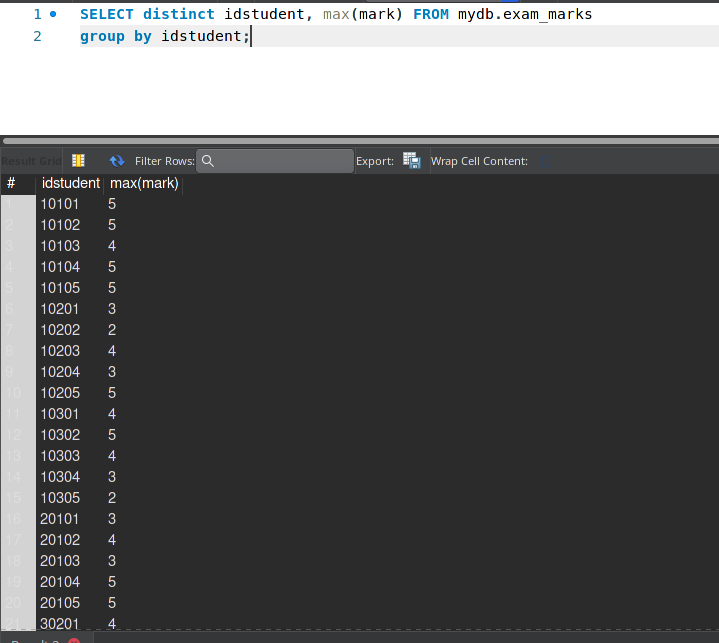 1 SELECT distinct idstudent, max(mark) FROM mydb.exam_marks
2 group by idstudent;
Result Grid Filter Rows: Export: Wrap Cell Content:
# idstudent max(mark)
1 10101 5
2 10102 5
3 10103 4
4 10104 5
5 10105 5
6 10201 3
7 10202 2
8 10203 4
9 10204 3
10 10205 5
11 10301 4
12 10302 5
13 10303 4
14 10304 3
15 10305 2
16 20101 3
17 20102 4
18 20103 3
19 20104 5
20 20105 5
21 30201 4